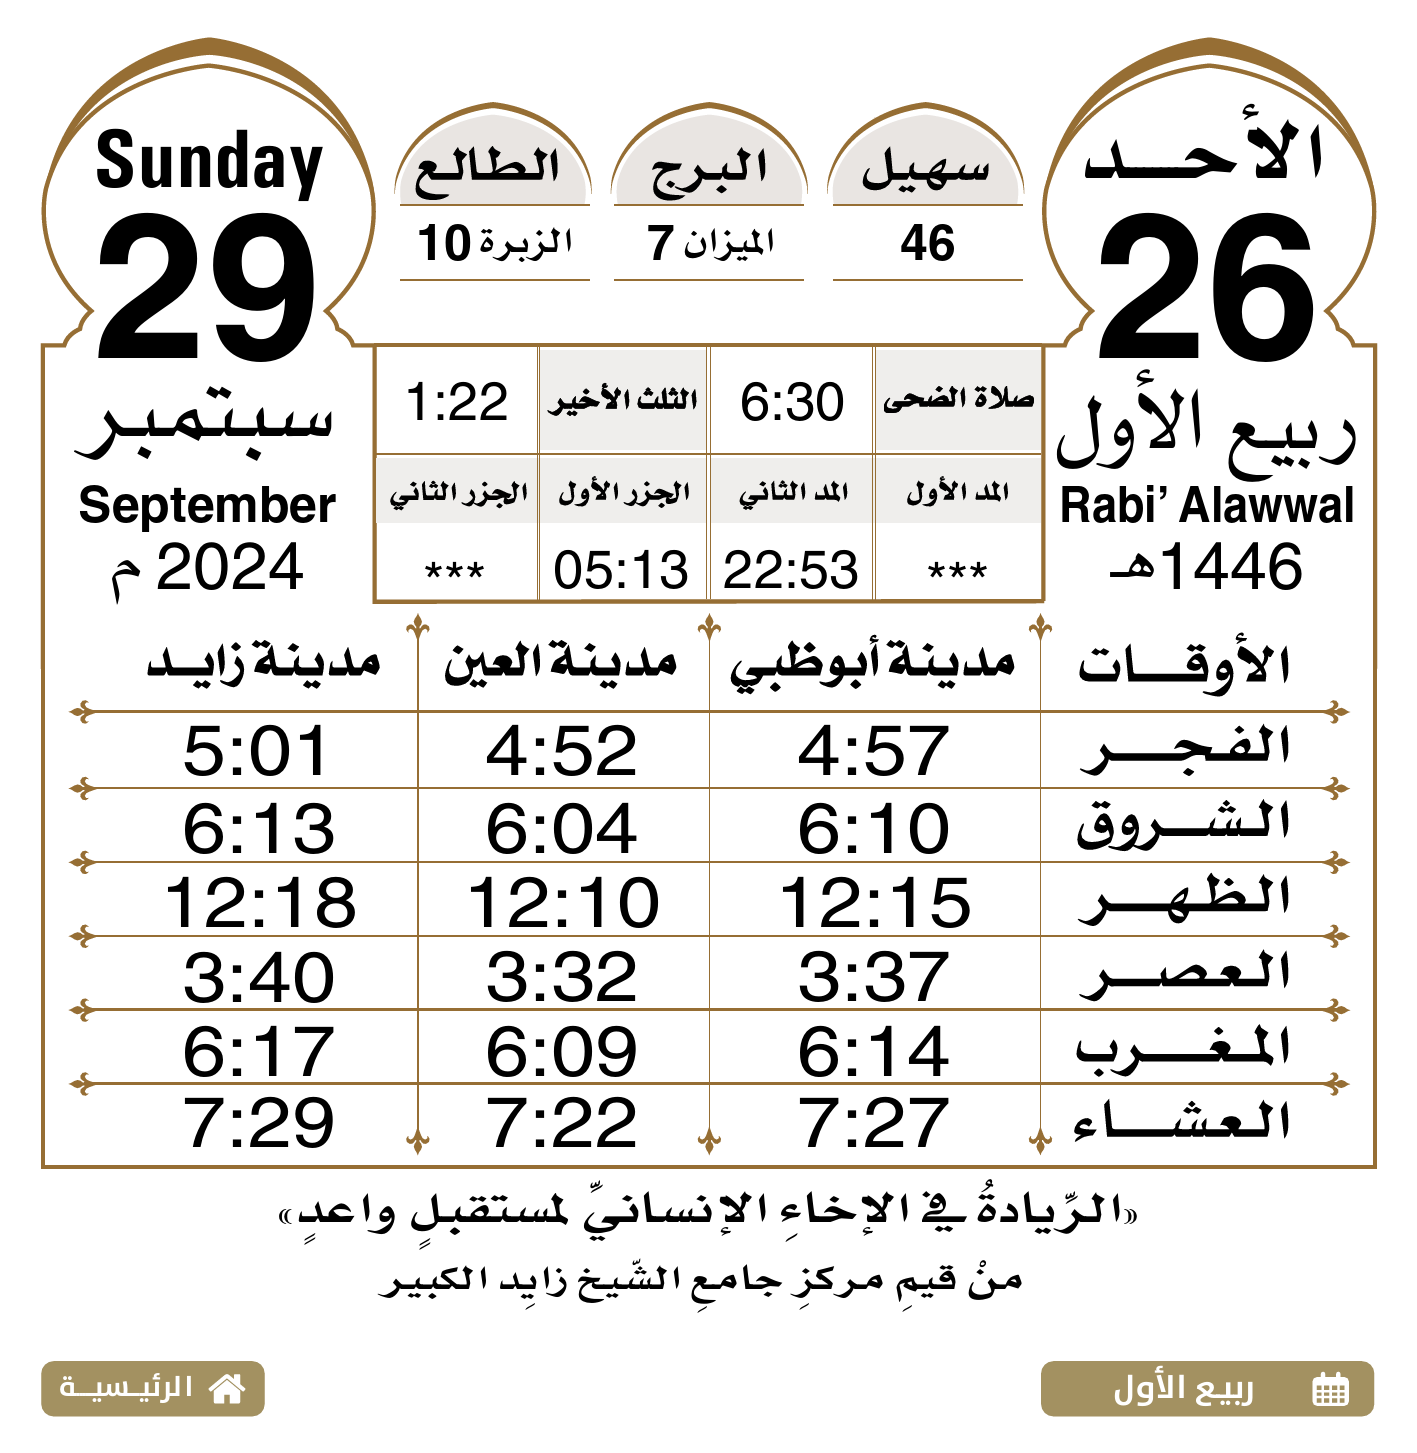 الأحد
26
ربيع الأول
Rabi’ Alawwal
1446هـ
سهيل
46
البرج
الميزان 7
الطالع
الزبرة 10
Sunday
29
سبتمبر
September
2024 م
صلاة الضحى 6:30 الثلث الأخير 1:22
المد الأول المد الثاني الجزر الأول الجزر الثاني
*** 22:53 05:13 ***
الأوقات مدينة أبوظبي مدينة العين مدينة زايد
الفجر 4:57 4:52 5:01
الشروق 6:10 6:04 6:13
الظهر 12:15 12:10 12:18
العصر 3:37 3:32 3:40
المغرب 6:14 6:09 6:17
العشاء 7:27 7:22 7:29
«الرِّيادةُ في الإخاءِ الإنسانيِّ لمستقبلٍ واعدٍ»
منْ قيمِ مركزِ جامعِ الشّيخ زايِد الكبير
ربيع الأول
الرئيسية